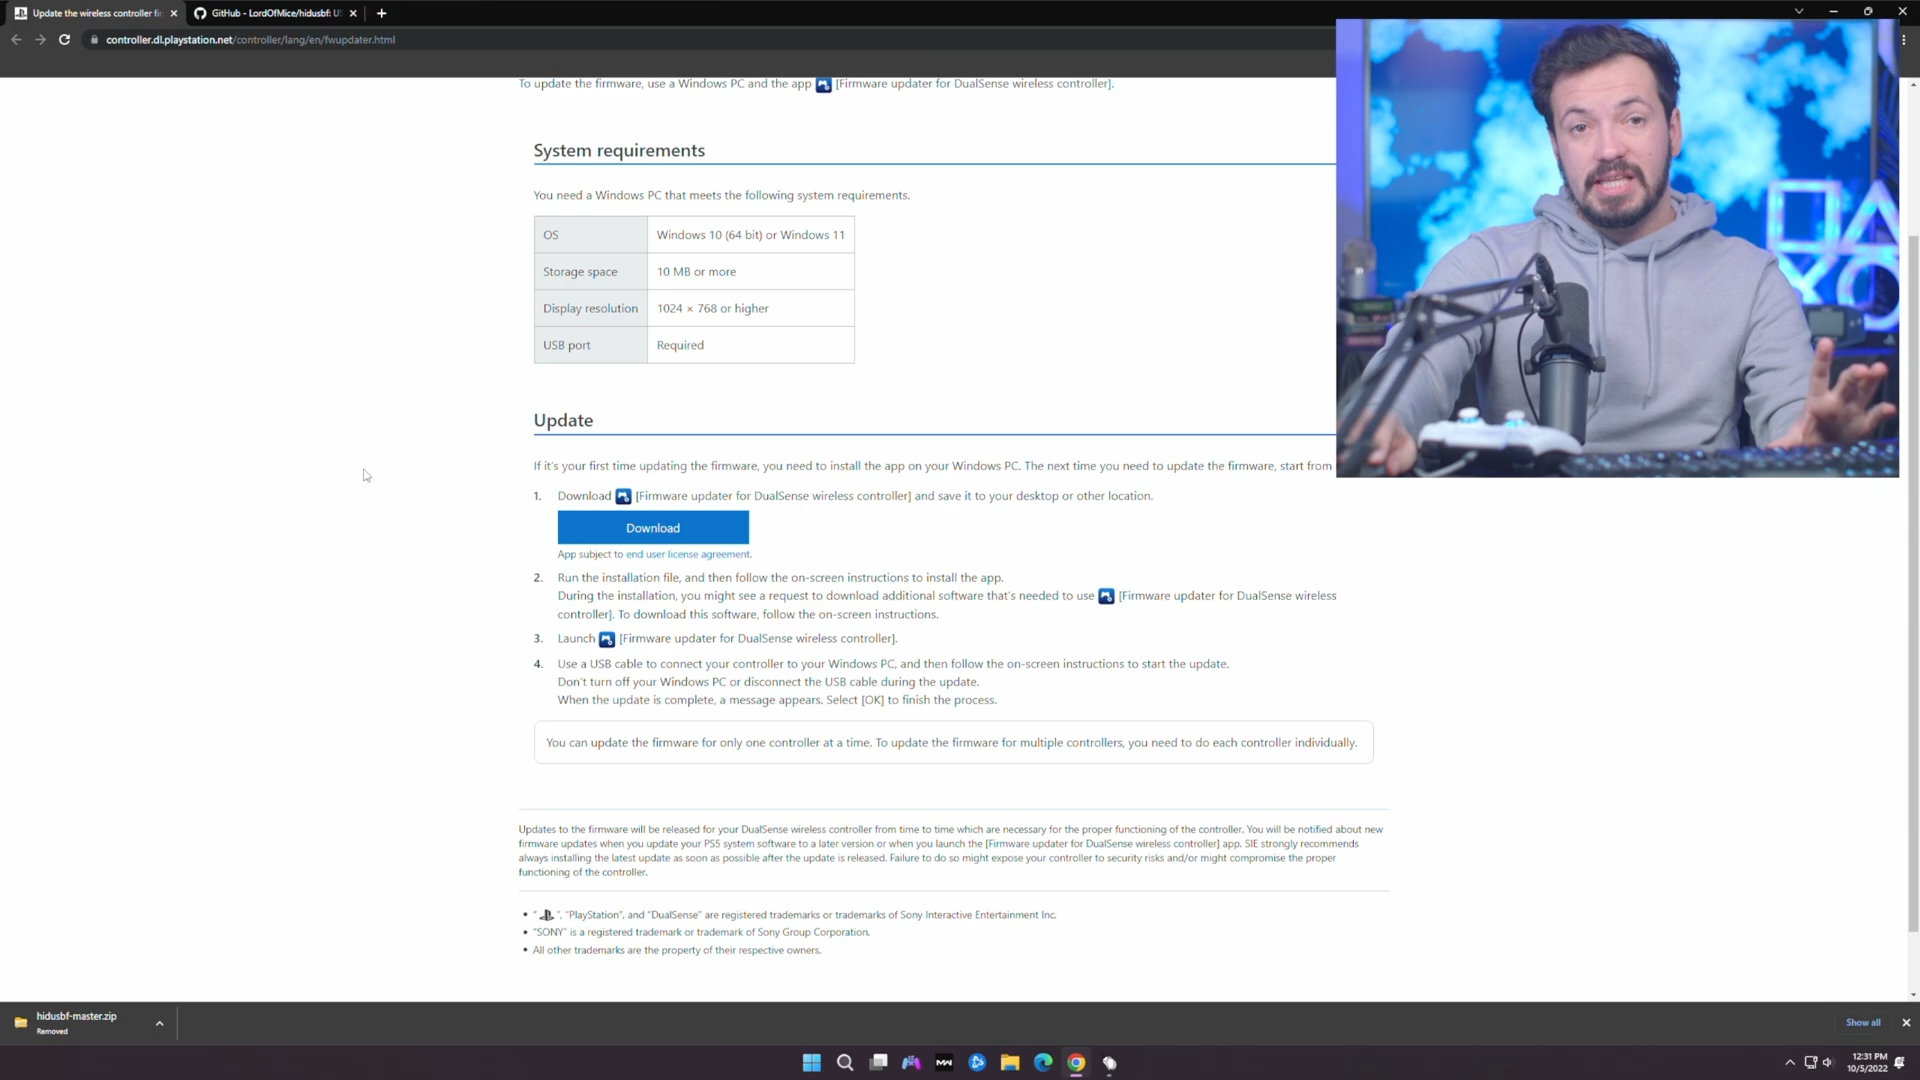 Update the wireless controller fir
GitHub - LordOfMice/hidusbf: US
controller.dl.playstation.net/controller/lang/en/fwupdater.html
To update the firmware, use a Windows PC and the app [Firmware updater for DualSense wireless controller].
System requirements
You need a Windows PC that meets the following system requirements.
OS Windows 10 (64 bit) or Windows 11
Storage space 10 MB or more
Display resolution 1024 × 768 or higher
USB port Required
Update
If it's your first time updating the firmware, you need to install the app on your Windows PC. The next time you need to update the firmware, start from
1. Download [Firmware updater for DualSense wireless controller] and save it to your desktop or other location.
Download
App subject to end user license agreement.
2. Run the installation file, and then follow the on-screen instructions to install the app.
During the installation, you might see a request to download additional software that's needed to use [Firmware updater for DualSense wireless
controller]. To download this software, follow the on-screen instructions.
3. Launch [Firmware updater for DualSense wireless controller].
4. Use a USB cable to connect your controller to your Windows PC, and then follow the on-screen instructions to start the update.
Don't turn off your Windows PC or disconnect the USB cable during the update.
When the update is complete, a message appears. Select [OK] to finish the process.
You can update the firmware for only one controller at a time. To update the firmware for multiple controllers, you need to do each controller individually.
Updates to the firmware will be released for your DualSense wireless controller from time to time which are necessary for the proper functioning of the controller. You will be notified about new
firmware updates when you update your PS5 system software to a later version or when you launch the [Firmware updater for DualSense wireless controller] app. SIE strongly recommends
always installing the latest update as soon as possible after the update is released. Failure to do so might expose your controller to security risks and/or might compromise the proper
functioning of the controller.
• " ", "PlayStation", and "DualSense" are registered trademarks or trademarks of Sony Interactive Entertainment Inc.
• "SONY" is a registered trademark or trademark of Sony Group Corporation.
• All other trademarks are the property of their respective owners.
hidusbf-master.zip
Removed
Show all
MW
12:31 PM
10/5/2022